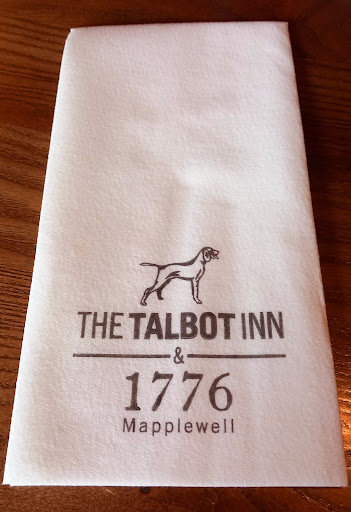 THE TALBOT INN
&
1776
Mapplewell